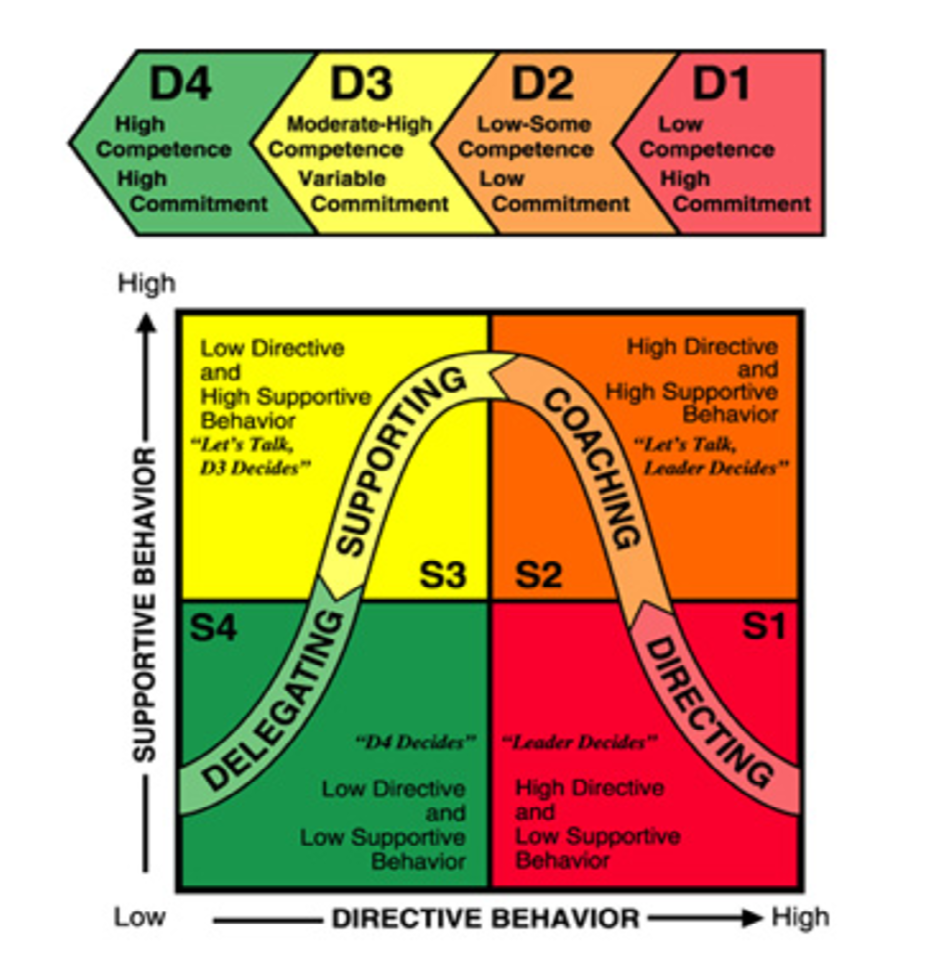 D4
High
Competence
High
Commitment
D3
Moderate-High
Competence
Variable
Commitment
D2
Low-Some
Competence
Low
Commitment
D1
Low
Competence
High
Commitment
High
SUPPORTIVE BEHAVIOR
Low Directive
and
High Supportive
Behavior
“Let’s Talk,
D3 Decides”
SUPPORTING
S3
High Directive
and
High Supportive
Behavior
“Let’s Talk,
Leader Decides”
COACHING
S2
S4
DELEGATING
“D4 Decides”
Low Directive
and
Low Supportive
Behavior
S1
DIRECTING
“Leader Decides”
High Directive
and
Low Supportive
Behavior
Low
DIRECTIVE BEHAVIOR
High